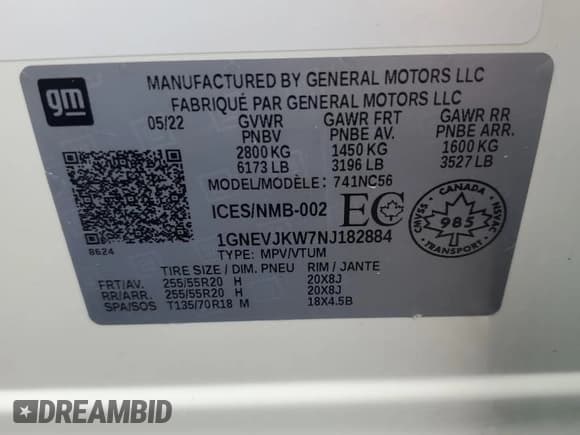 gm
MANUFACTURED BY GENERAL MOTORS LLC
FABRIQUÉ PAR GENERAL MOTORS LLC
05/22 GVWR GAWR FRT GAWR RR
PNBV PNBE AV. PNBE ARR.
2800 KG 1450 KG 1600 KG
6173 LB 3196 LB 3527 LB
MODEL/MODÈLE: 741NC56
ICES/NMB-002 EC
CANADA
CMVSS 985 NSVAC
TRANSPORT
1GNEVJKW7NJ182884
8624
TYPE: MPV/VTUM
TIRE SIZE / DIM. PNEU RIM / JANTE
FRT/AV. 255/55R20 H 20X8J
RR/ARR. 255/55R20 H 20X8J
SPA/SOS T135/70R18 M 18X4.5B
DREAMBID